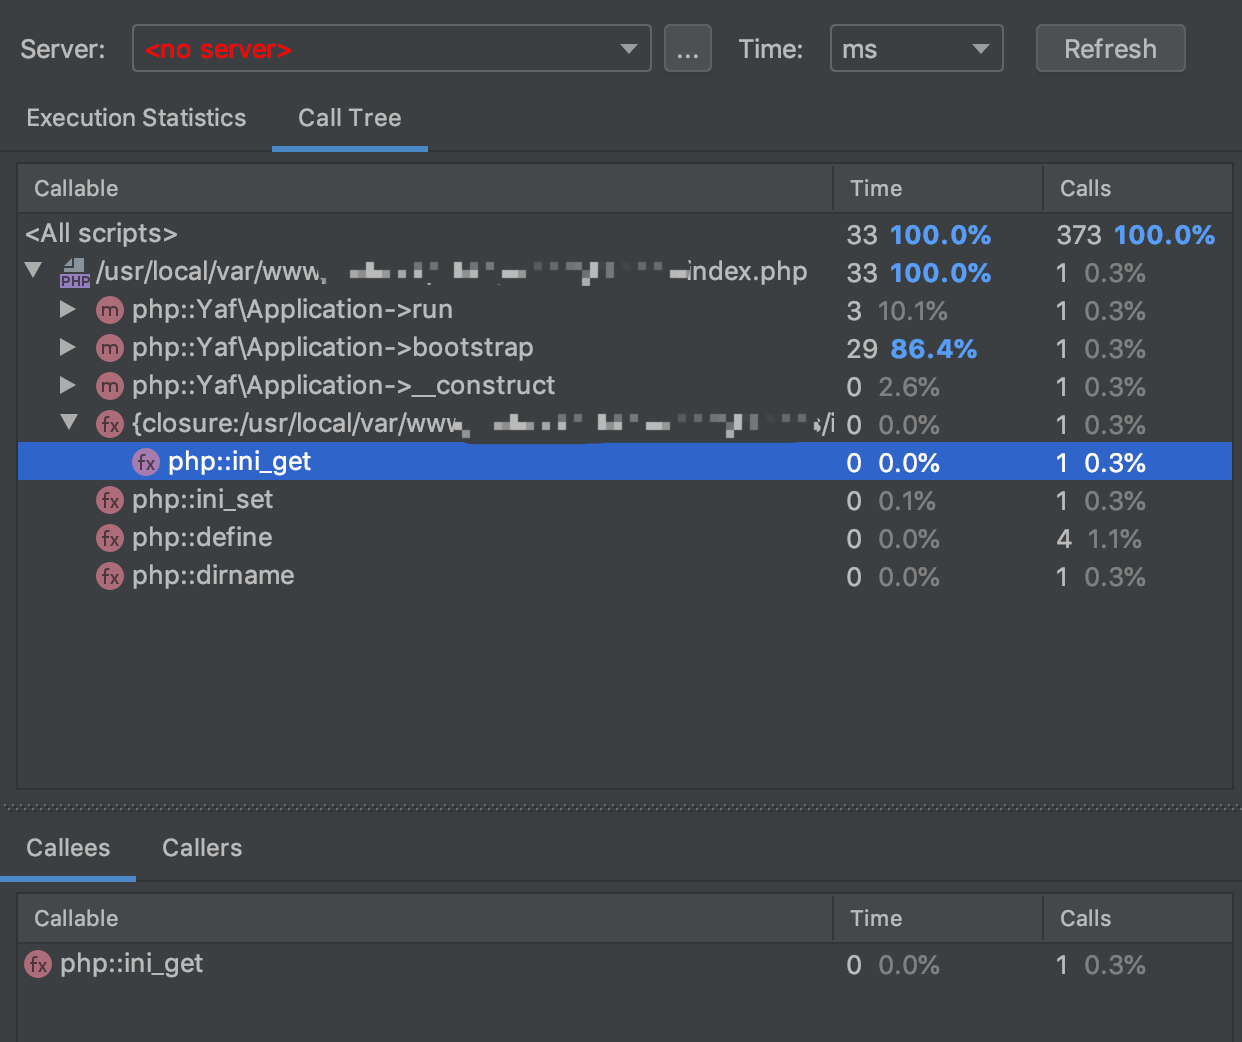 Server: <no server> ... Time: ms Refresh
Execution Statistics Call Tree
Callable Time Calls
<All scripts> 33 100.0% 373 100.0%
PHP /usr/local/var/www index.php 33 100.0% 1 0.3%
m php::Yaf\Application->run 3 10.1% 1 0.3%
m php::Yaf\Application->bootstrap 29 86.4% 1 0.3%
m php::Yaf\Application->__construct 0 2.6% 1 0.3%
fx {closure:/usr/local/var/www /i 0 0.0% 1 0.3%
fx php::ini_get 0 0.0% 1 0.3%
fx php::ini_set 0 0.1% 1 0.3%
fx php::define 0 0.0% 4 1.1%
fx php::dirname 0 0.0% 1 0.3%
Callees Callers
Callable Time Calls
fx php::ini_get 0 0.0% 1 0.3%